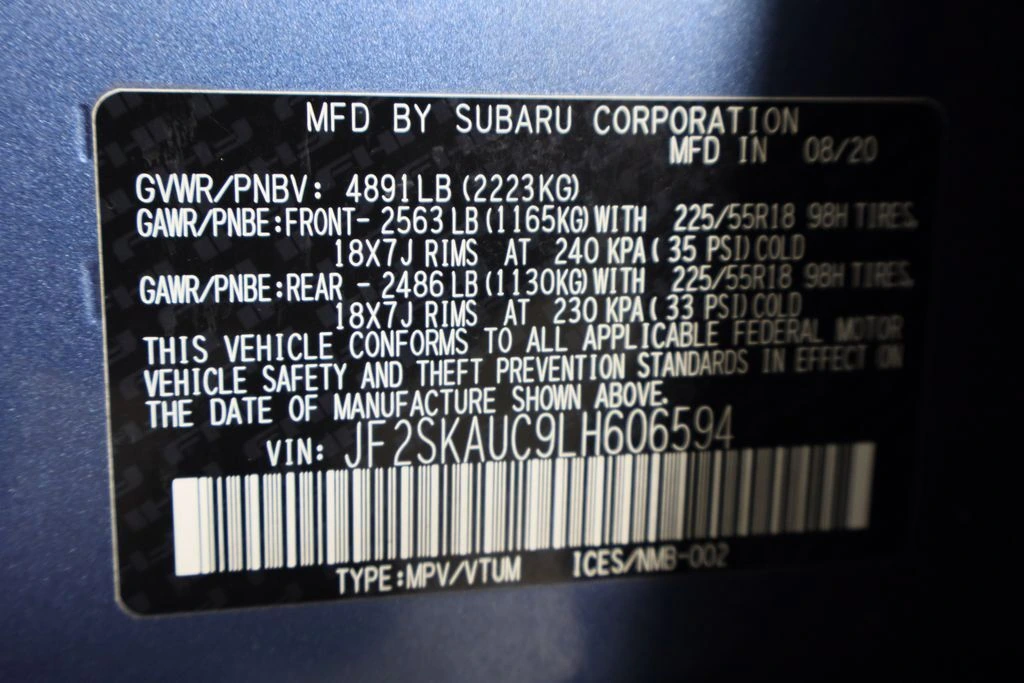 MFD BY SUBARU CORPORATION
MFD IN 08/20
GVWR/PNBV: 4891LB (2223KG)
GAWR/PNBE:FRONT- 2563 LB (1165KG) WITH 225/55R18 98H TIRES.
18X7J RIMS AT 240 KPA ( 35 PSI) COLD
GAWR/PNBE:REAR - 2486 LB (1130KG) WITH 225/55R18 98H TIRES.
18X7J RIMS AT 230 KPA ( 33 PSI) COLD
THIS VEHICLE CONFORMS TO ALL APPLICABLE FEDERAL MOTOR
VEHICLE SAFETY AND THEFT PREVENTION STANDARDS IN EFFECT ON
THE DATE OF MANUFACTURE SHOWN ABOVE.
VIN: JF2SKAUC9LH606594
TYPE:MPV/VTUM ICES/NMB-002